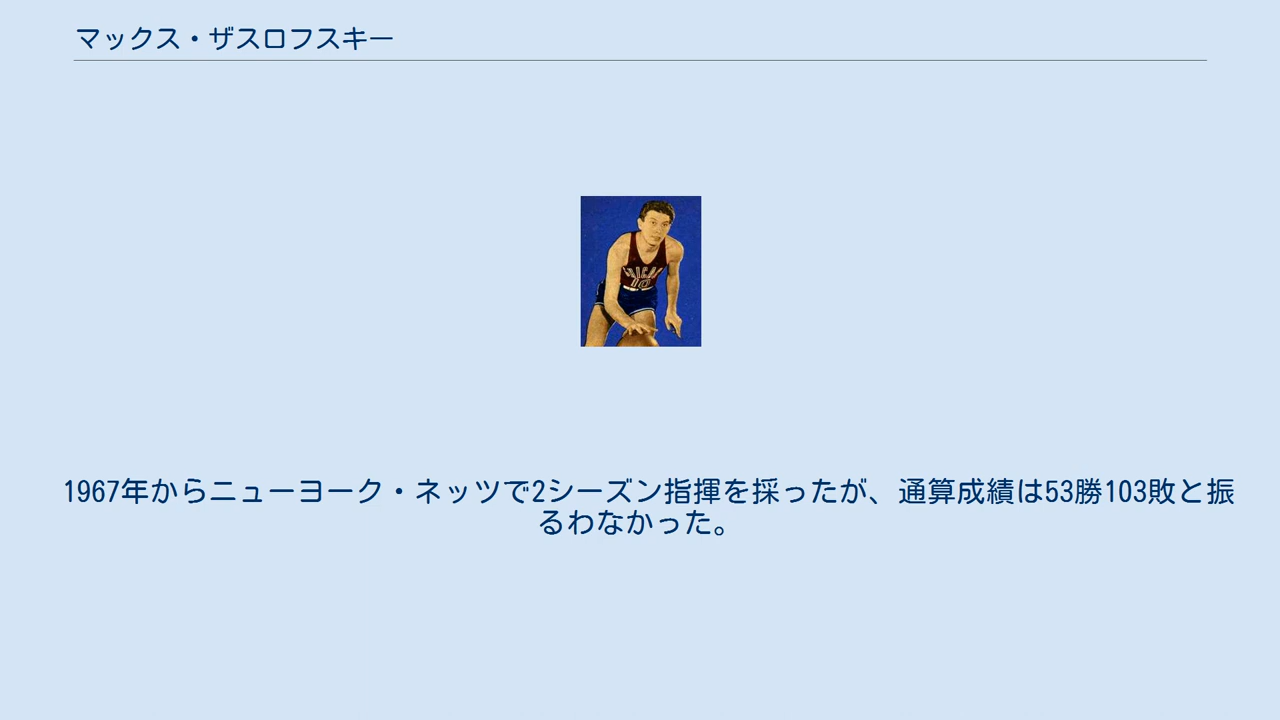 マックス・ザスロフスキー
CHICAGO
10
1967年からニューヨーク・ネッツで2シーズン指揮を採ったが、通算成績は53勝103敗と振
るわなかった。